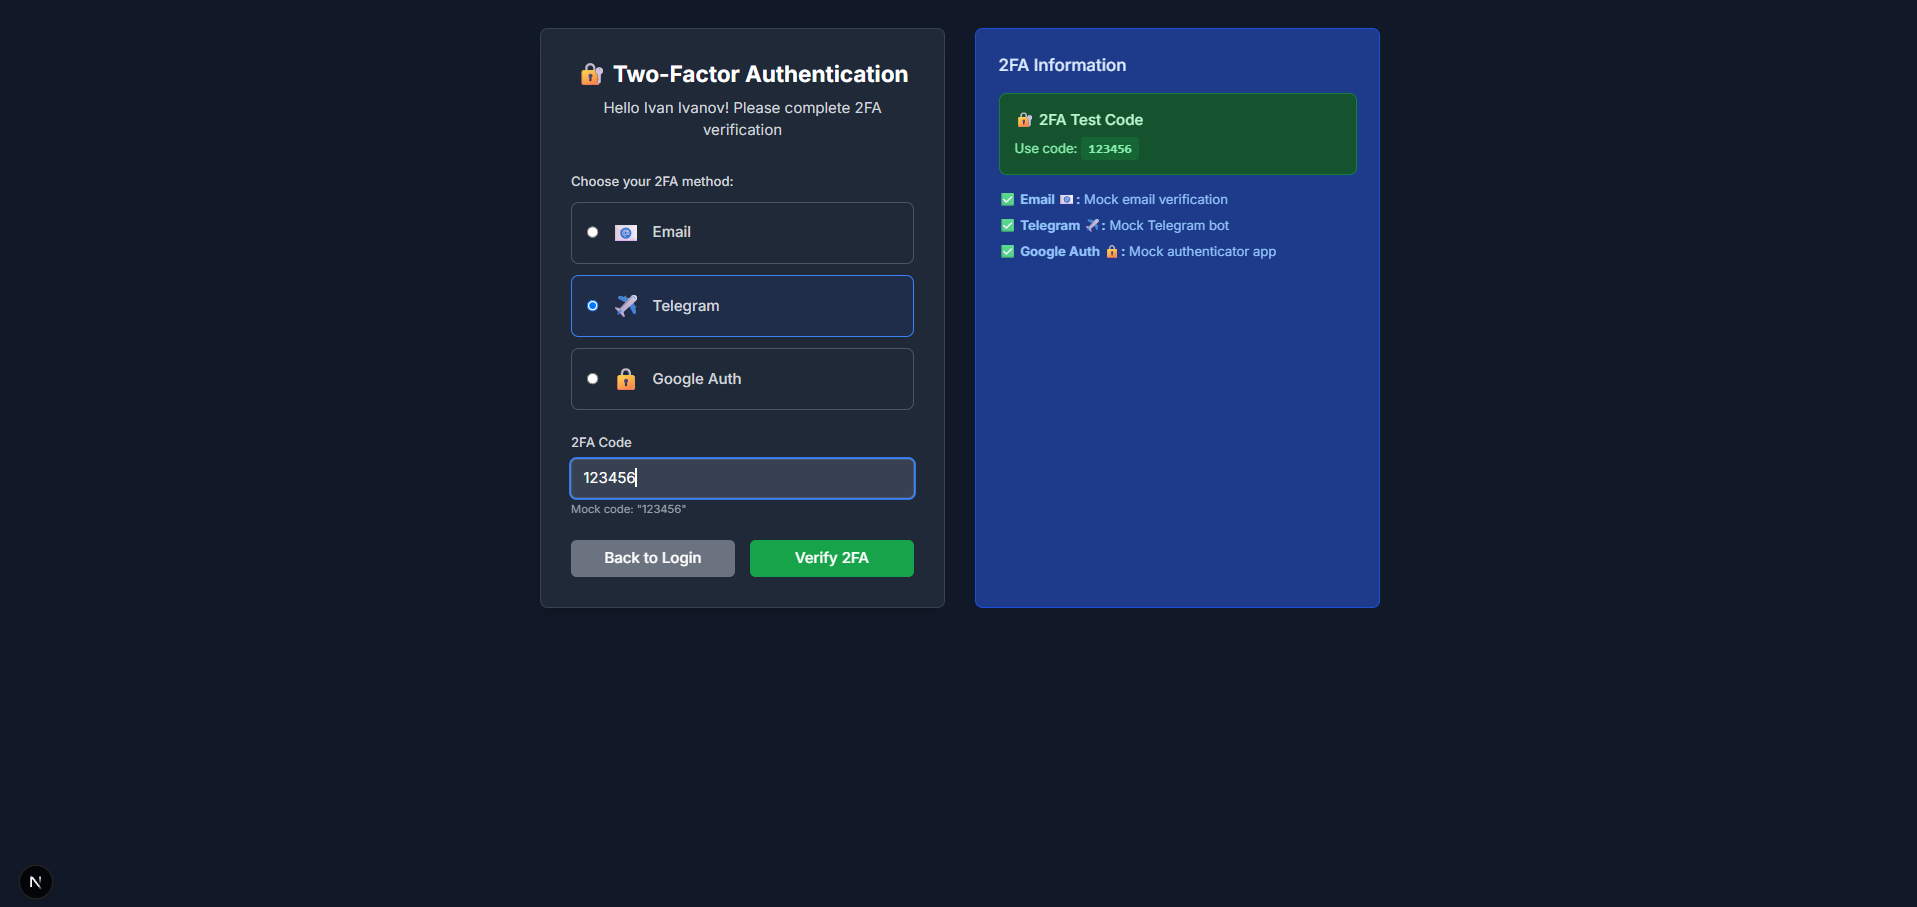 Two-Factor Authentication
Hello Ivan Ivanov! Please complete 2FA
verification
Choose your 2FA method:
Email
Telegram
Google Auth
2FA Code
123456
Mock code: "123456"
Back to Login
Verify 2FA
2FA Information
2FA Test Code
Use code: 123456
Email : Mock email verification
Telegram : Mock Telegram bot
Google Auth : Mock authenticator app
N